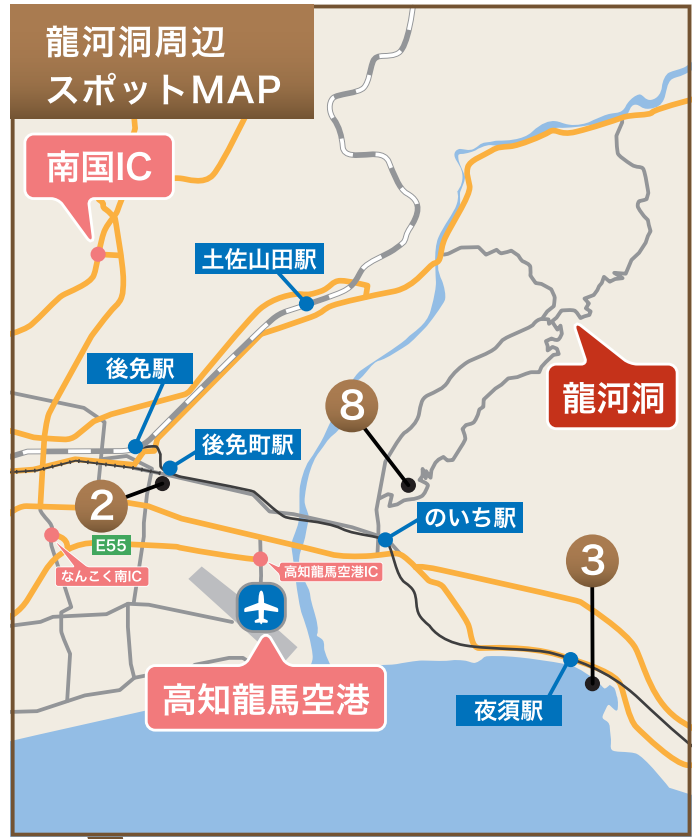 龍河洞周辺
スポットMAP
南国IC
土佐山田駅
後免駅
8
龍河洞
後免町駅
2
のいち駅
E55
3
なんこく南IC
高知龍馬空港IC
高知龍馬空港
夜須駅